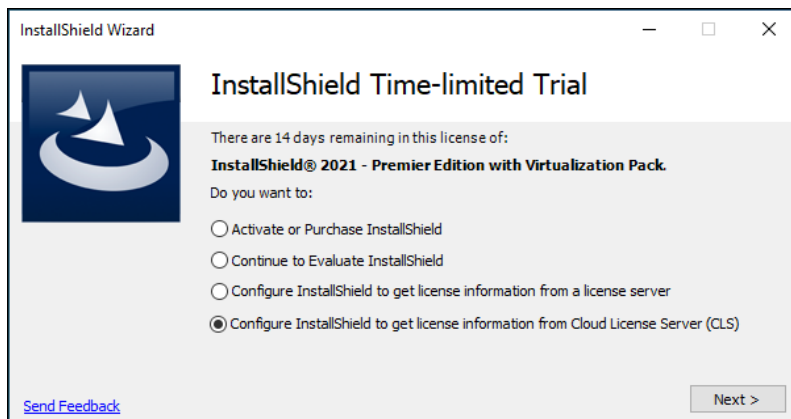 InstallShield Wizard
InstallShield Time-limited Trial
There are 14 days remaining in this license of:
InstallShield® 2021 - Premier Edition with Virtualization Pack.
Do you want to:
Activate or Purchase InstallShield
Continue to Evaluate InstallShield
Configure InstallShield to get license information from a license server
Configure InstallShield to get license information from Cloud License Server (CLS)
Send Feedback
Next >